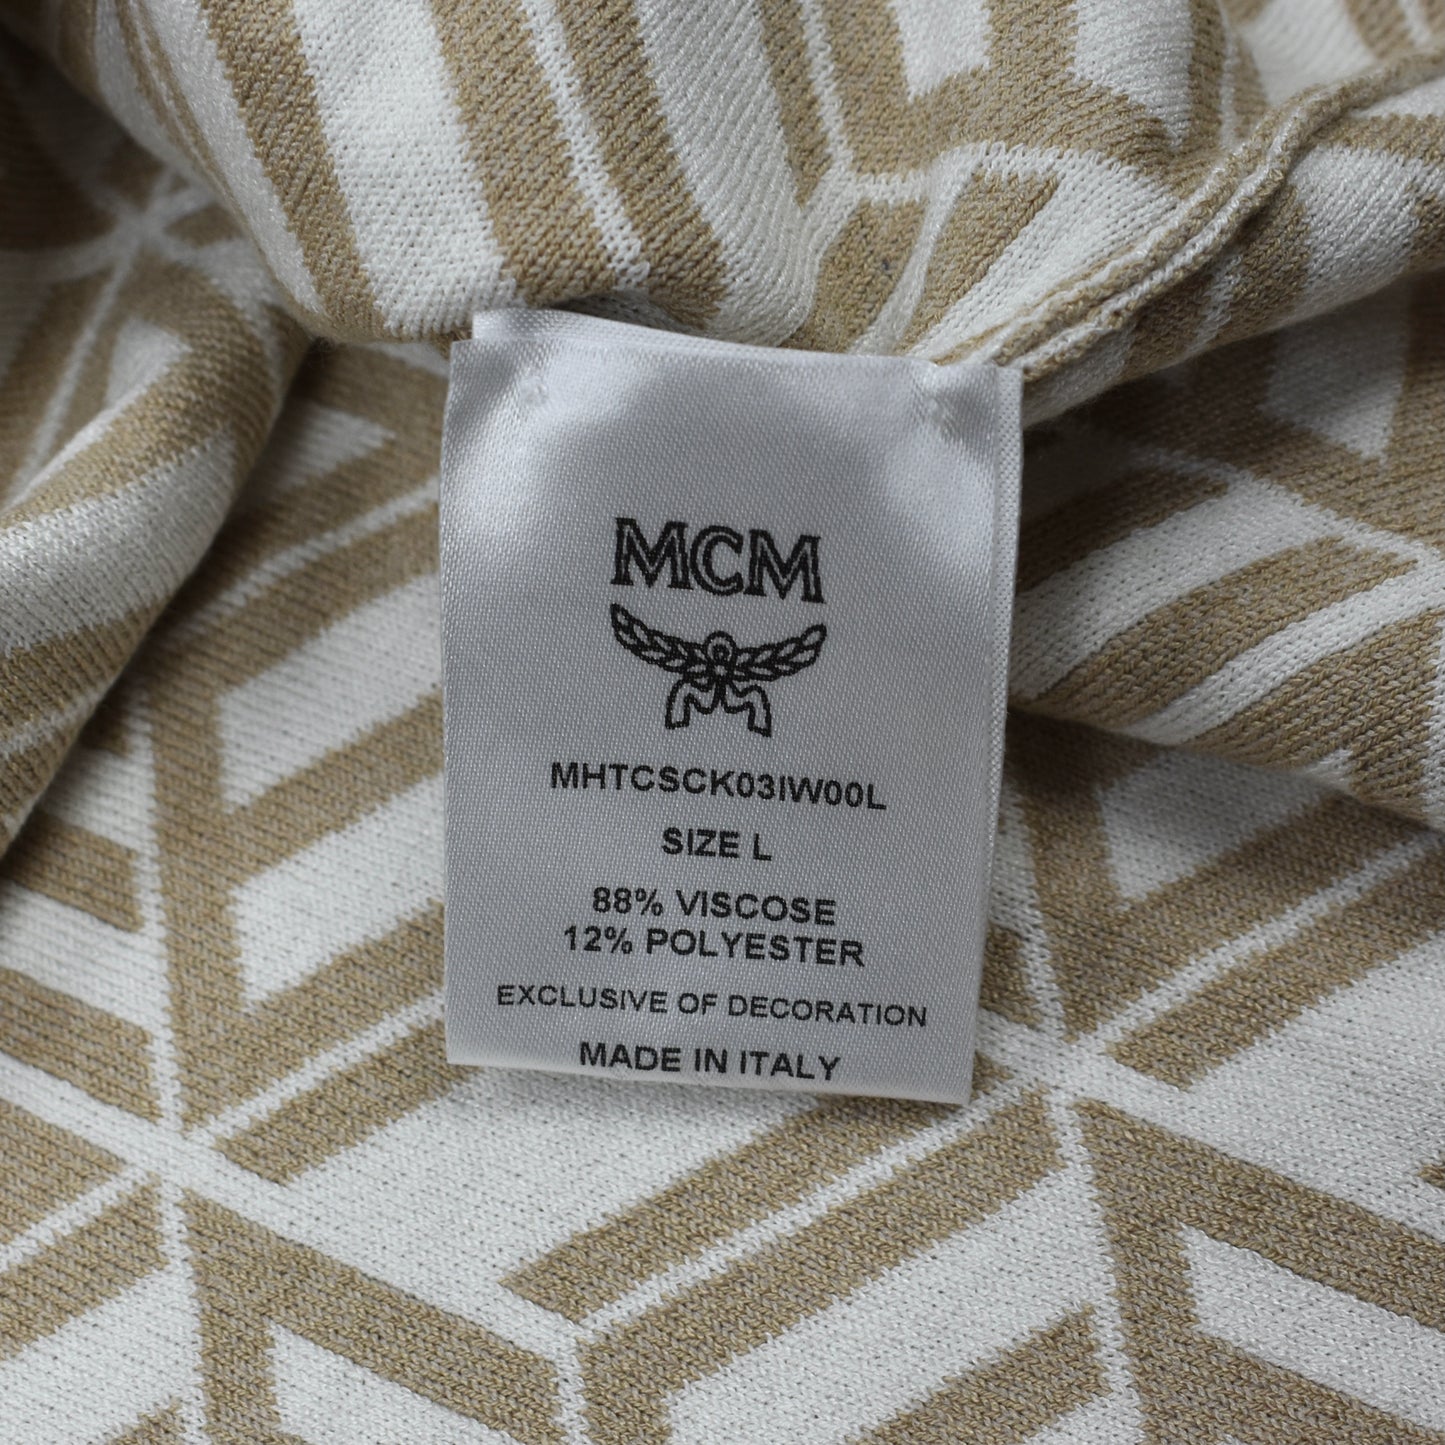 MCM
MHTCSCK03IW00L
SIZE L
88% VISCOSE
12% POLYESTER
EXCLUSIVE OF DECORATION
MADE IN ITALY